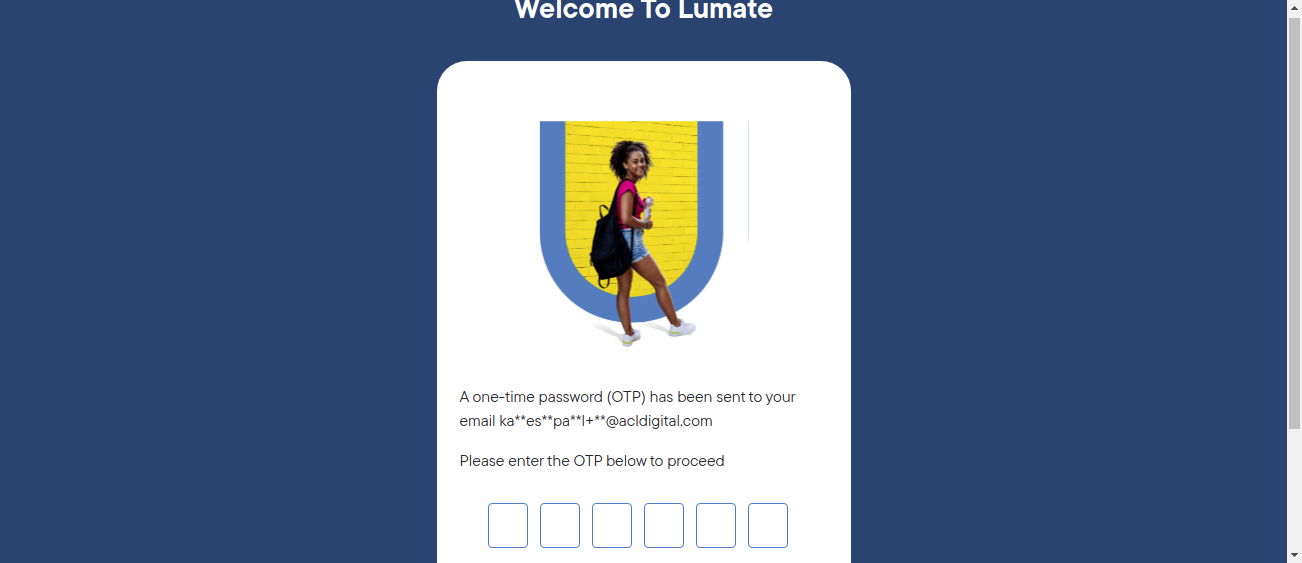 Welcome To Lumate
A one-time password (OTP) has been sent to your
email ka**es**pa**l+**@acldigital.com
Please enter the OTP below to proceed